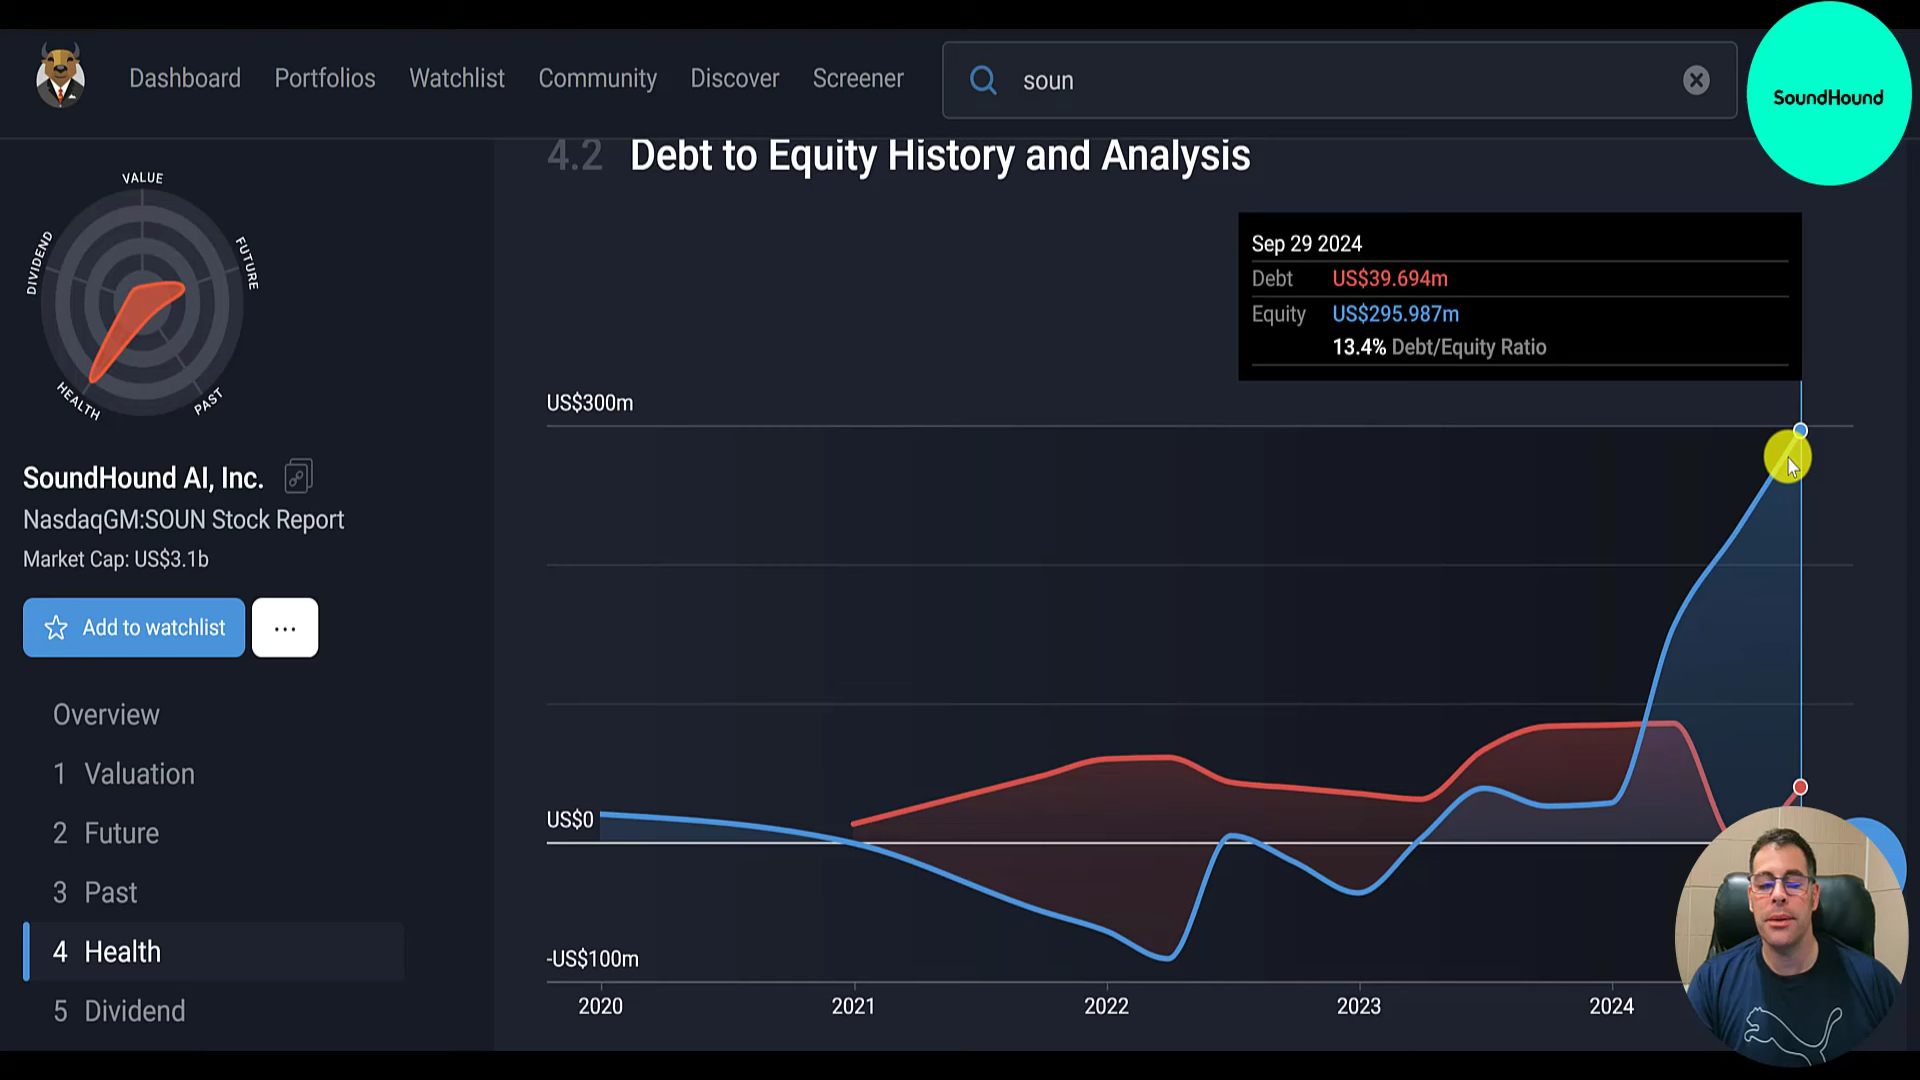 Dashboard Portfolios Watchlist Community Discover Screener
soun
SoundHound
4.2 Debt to Equity History and Analysis
VALUE
FUTURE
PAST
HEALTH
DIVIDEND
Sep 29 2024
Debt US$39.694m
Equity US$295.987m
13.4% Debt/Equity Ratio
SoundHound AI, Inc.
NasdaqGM:SOUN Stock Report
Market Cap: US$3.1b
Add to watchlist ...
Overview
1 Valuation
2 Future
3 Past
4 Health
5 Dividend
US$300m
US$0
-US$100m
2020 2021 2022 2023 2024